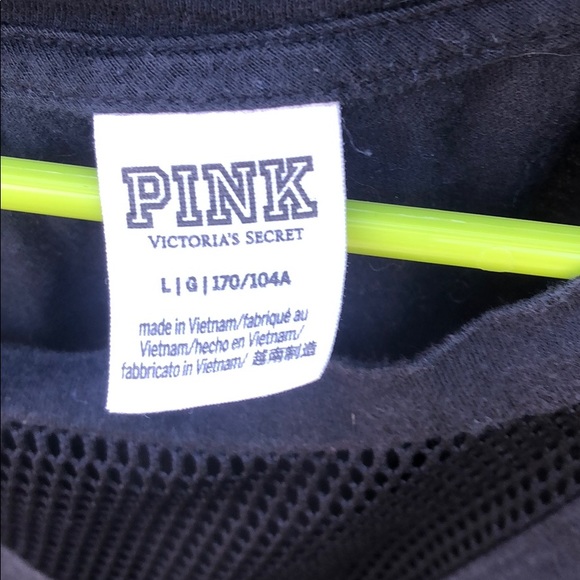 PINK
VICTORIA'S SECRET
L | G | 170/104A
made in Vietnam/fabriqué au
Vietnam/hecho en Vietnam/
fabbricato in Vietnam/ 越南制造